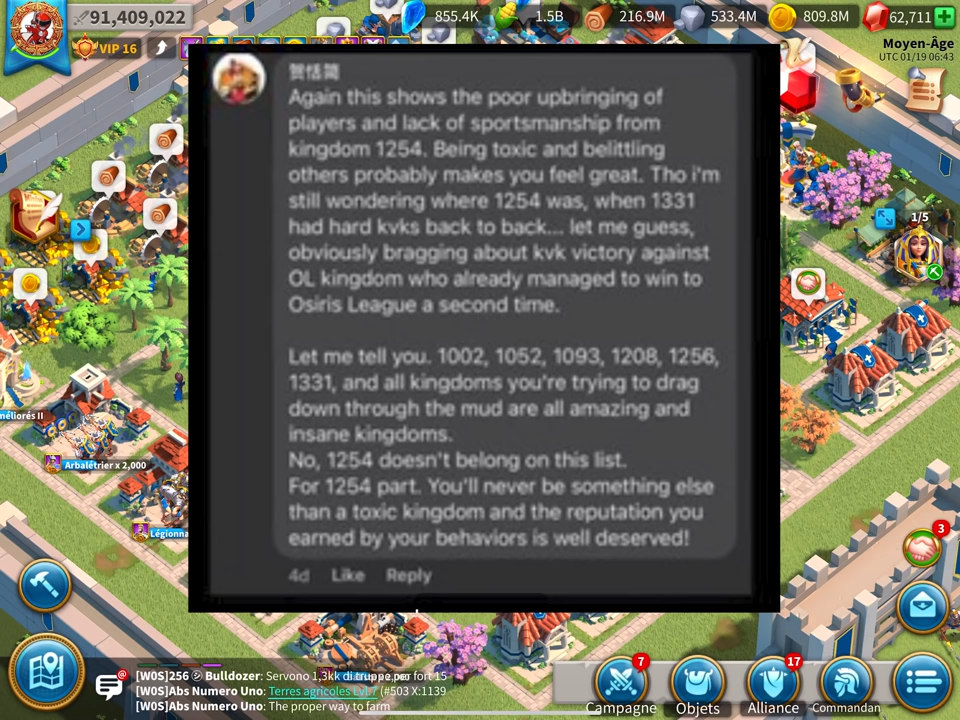 91,409,022
855.4K
1.5B
216.9M
533.4M
809.8M
62,711
VIP 16
Moyen-Âge
UTC 01/19 06:43
贺恬简
Again this shows the poor upbringing of
players and lack of sportsmanship from
kingdom 1254. Being toxic and belittling
others probably makes you feel great. Tho i'm
still wondering where 1254 was, when 1331
had hard kvks back to back... let me guess,
obviously bragging about kvk victory against
OL kingdom who already managed to win to
Osiris League a second time.
Let me tell you. 1002, 1052, 1093, 1208, 1256,
1331, and all kingdoms you're trying to drag
down through the mud are all amazing and
insane kingdoms.
No, 1254 doesn't belong on this list.
For 1254 part. You'll never be something else
than a toxic kingdom and the reputation you
earned by your behaviors is well deserved!
4d Like Reply
1/5
méliorés II
Arbalétrier x 2,000
Légionna
3
[W0S]256 Bulldozer: Servono 1,3kk di truppe per fort 15
[W0S]Abs Numero Uno: Terres agricoles Lvl 7 (#503 X:1139
[W0S]Abs Numero Uno: The proper way to farm
7
17
Campagne
Objets
Alliance
Commandan